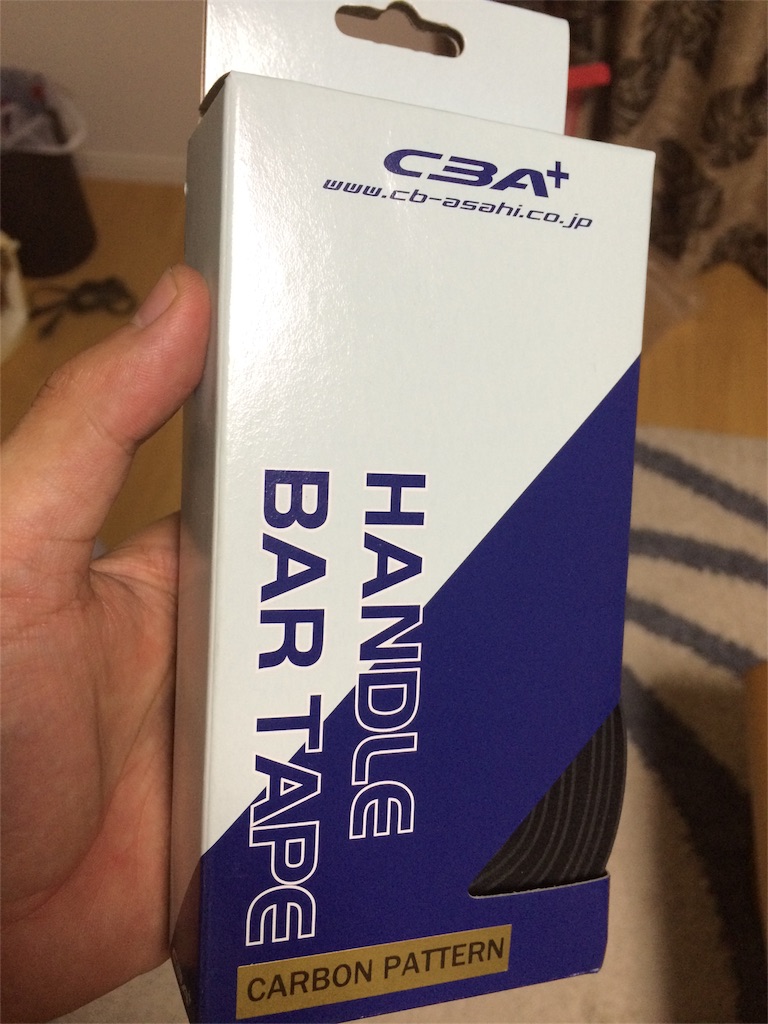 CBA+
www.cb-asahi.co.jp
HANDLE
BAR TAPE
CARBON PATTERN